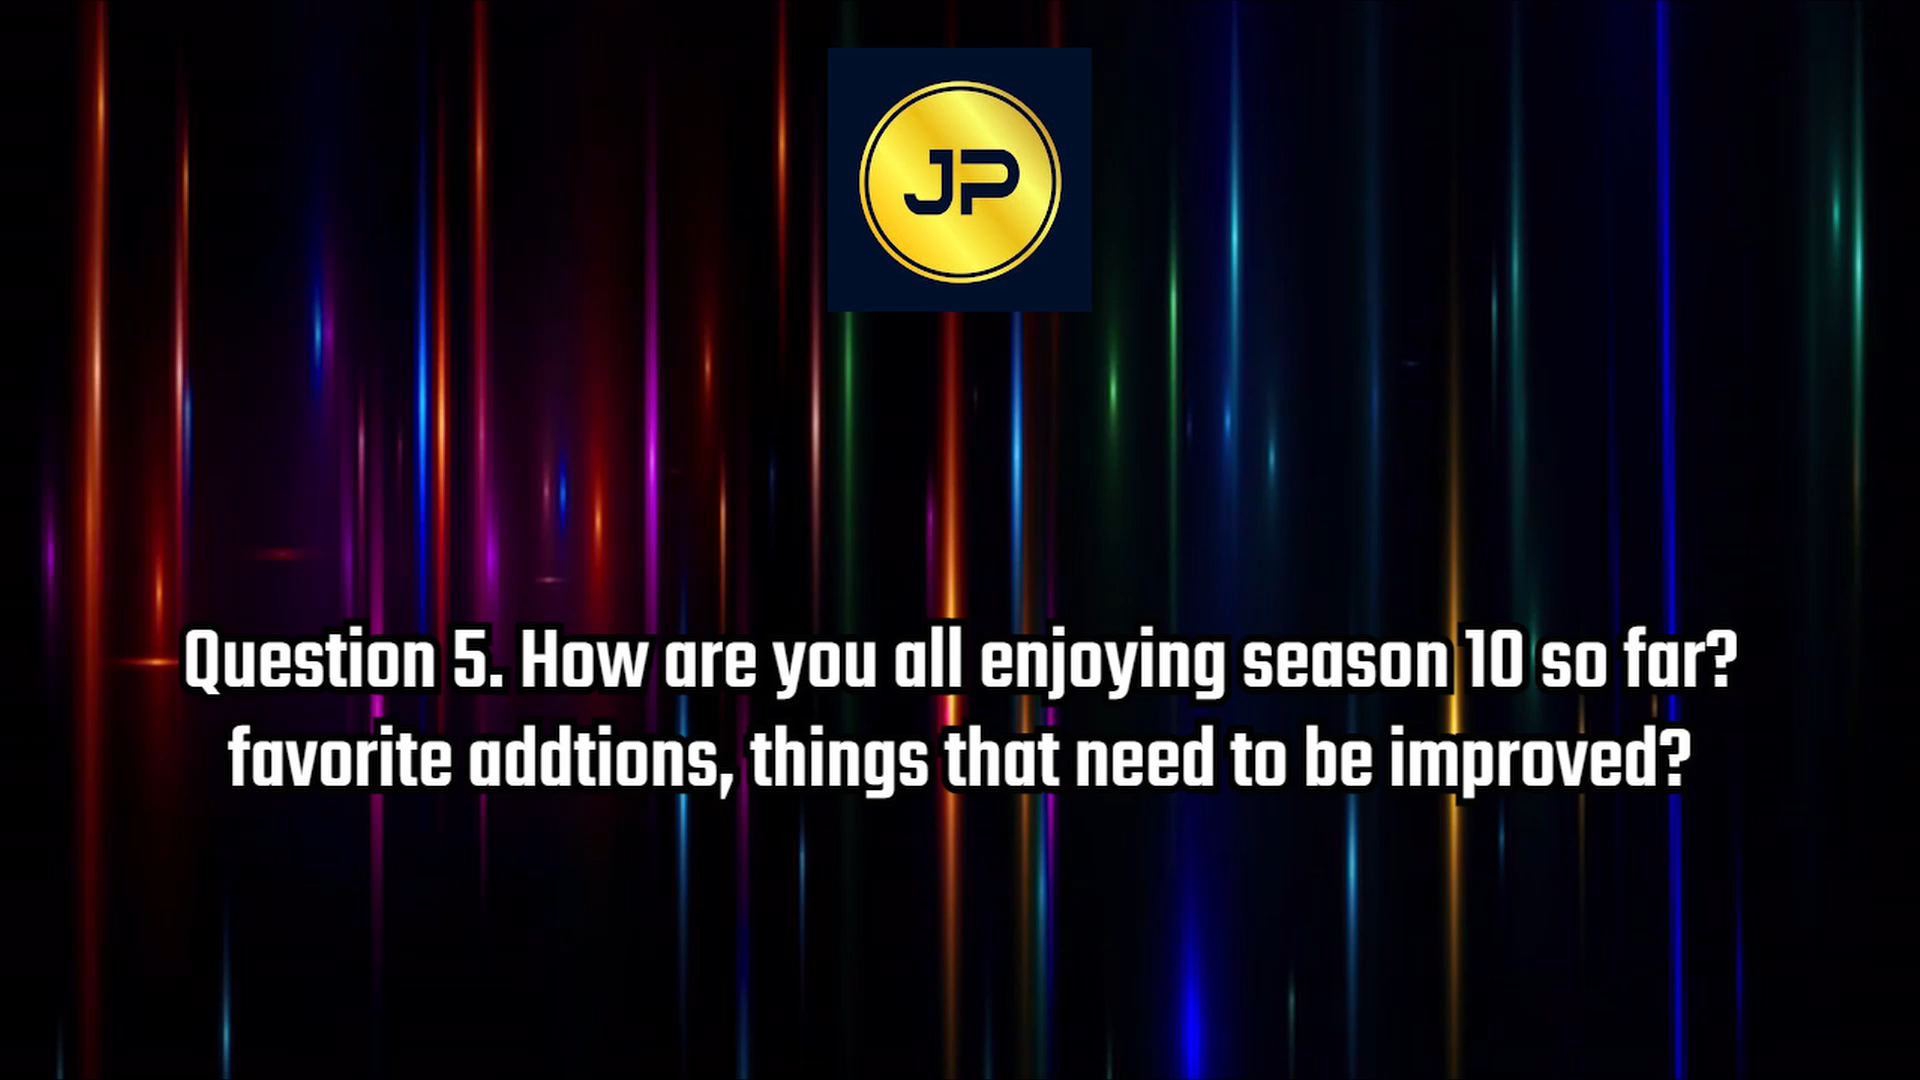 JP
Question 5. How are you all enjoying season 10 so far?
favorite addtions, things that need to be improved?